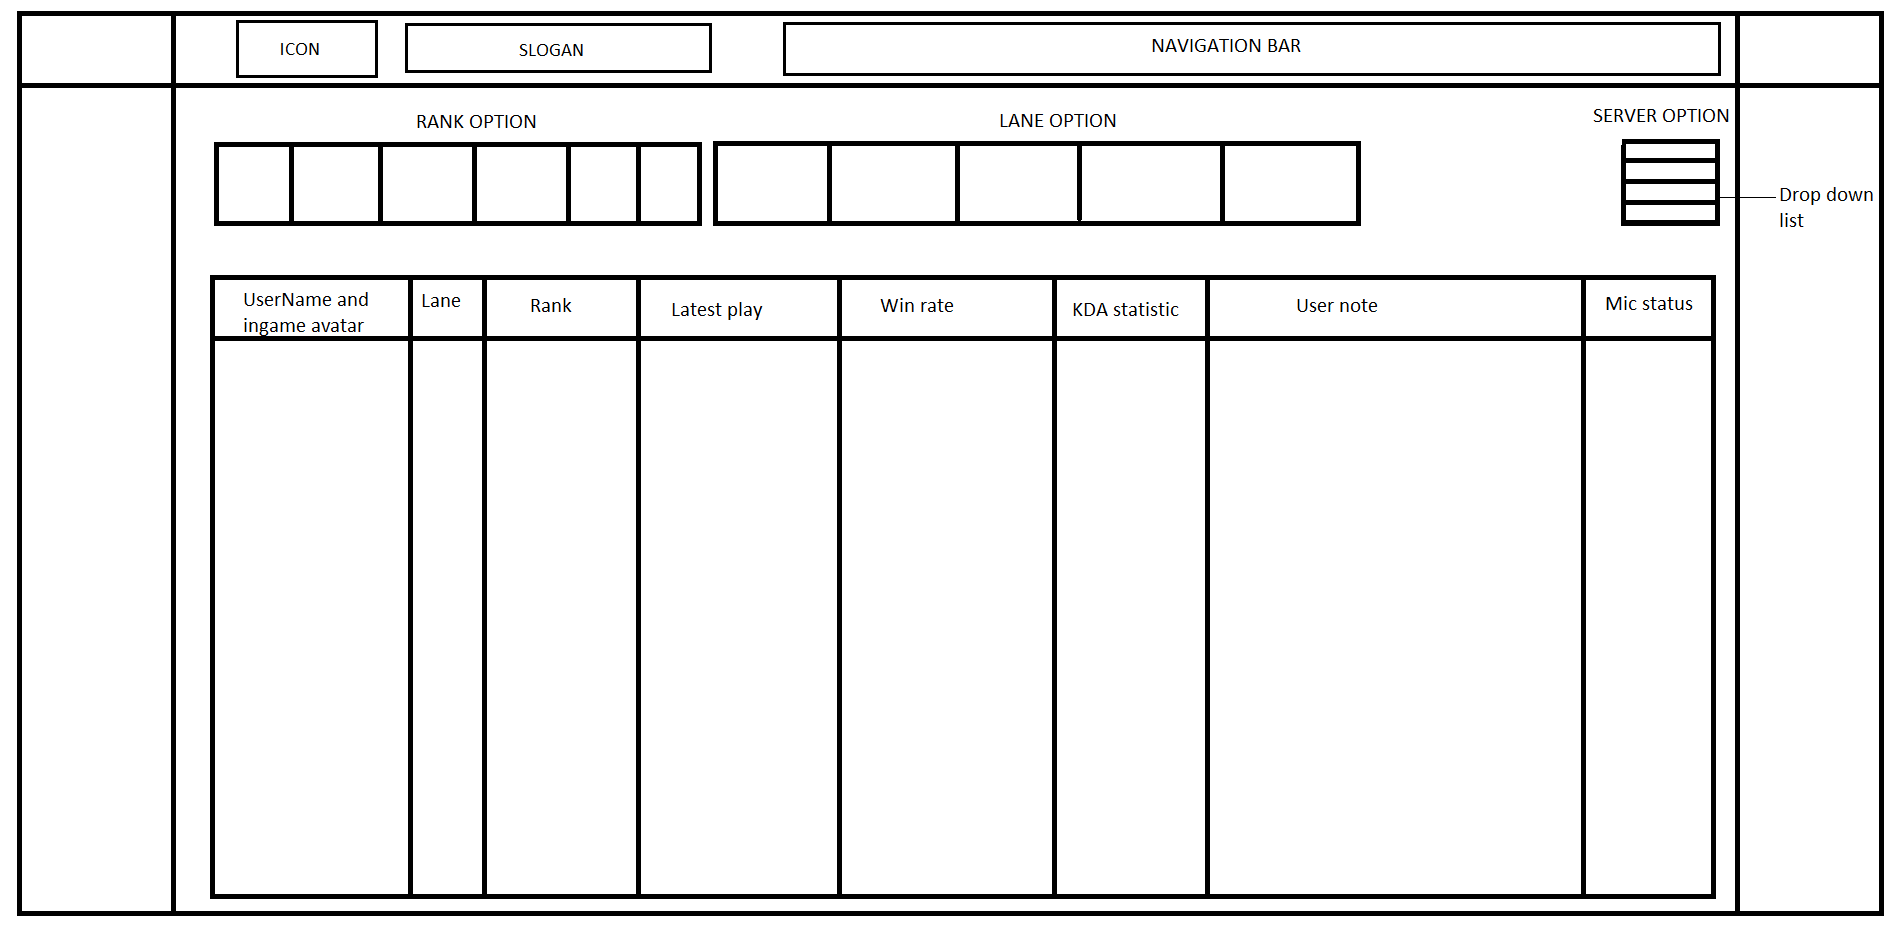 ICON
SLOGAN
NAVIGATION BAR
RANK OPTION
LANE OPTION
SERVER OPTION
Drop down
list
UserName and
ingame avatar
Lane
Rank
Latest play
Win rate
KDA statistic
User note
Mic status